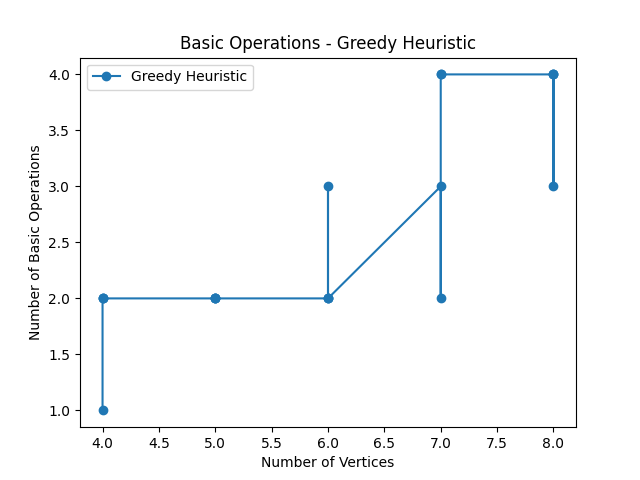 Basic Operations - Greedy Heuristic
Greedy Heuristic
Number of Basic Operations
4.0
3.5
3.0
2.5
2.0
1.5
1.0
4.0 4.5 5.0 5.5 6.0 6.5 7.0 7.5 8.0
Number of Vertices